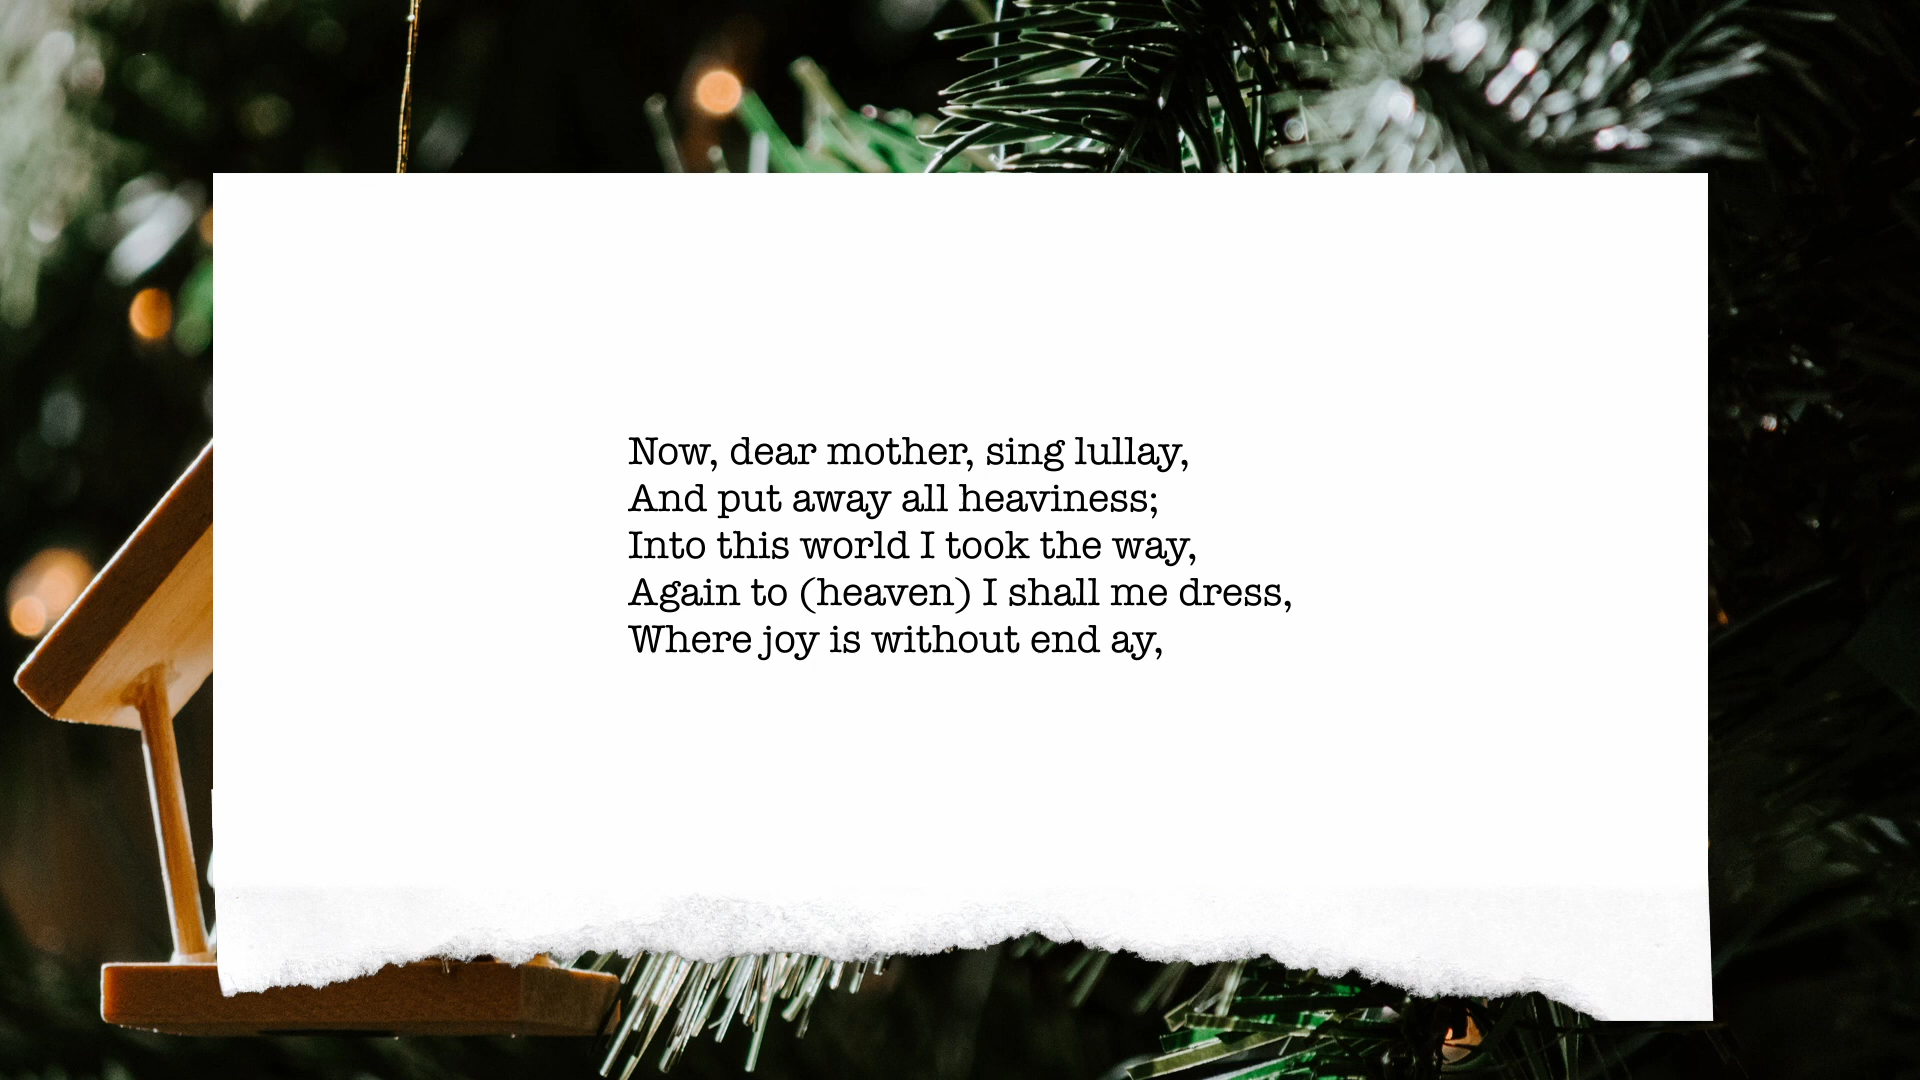 Now, dear mother, sing lullay,
And put away all heaviness;
Into this world I took the way,
Again to (heaven) I shall me dress,
Where joy is without end ay,